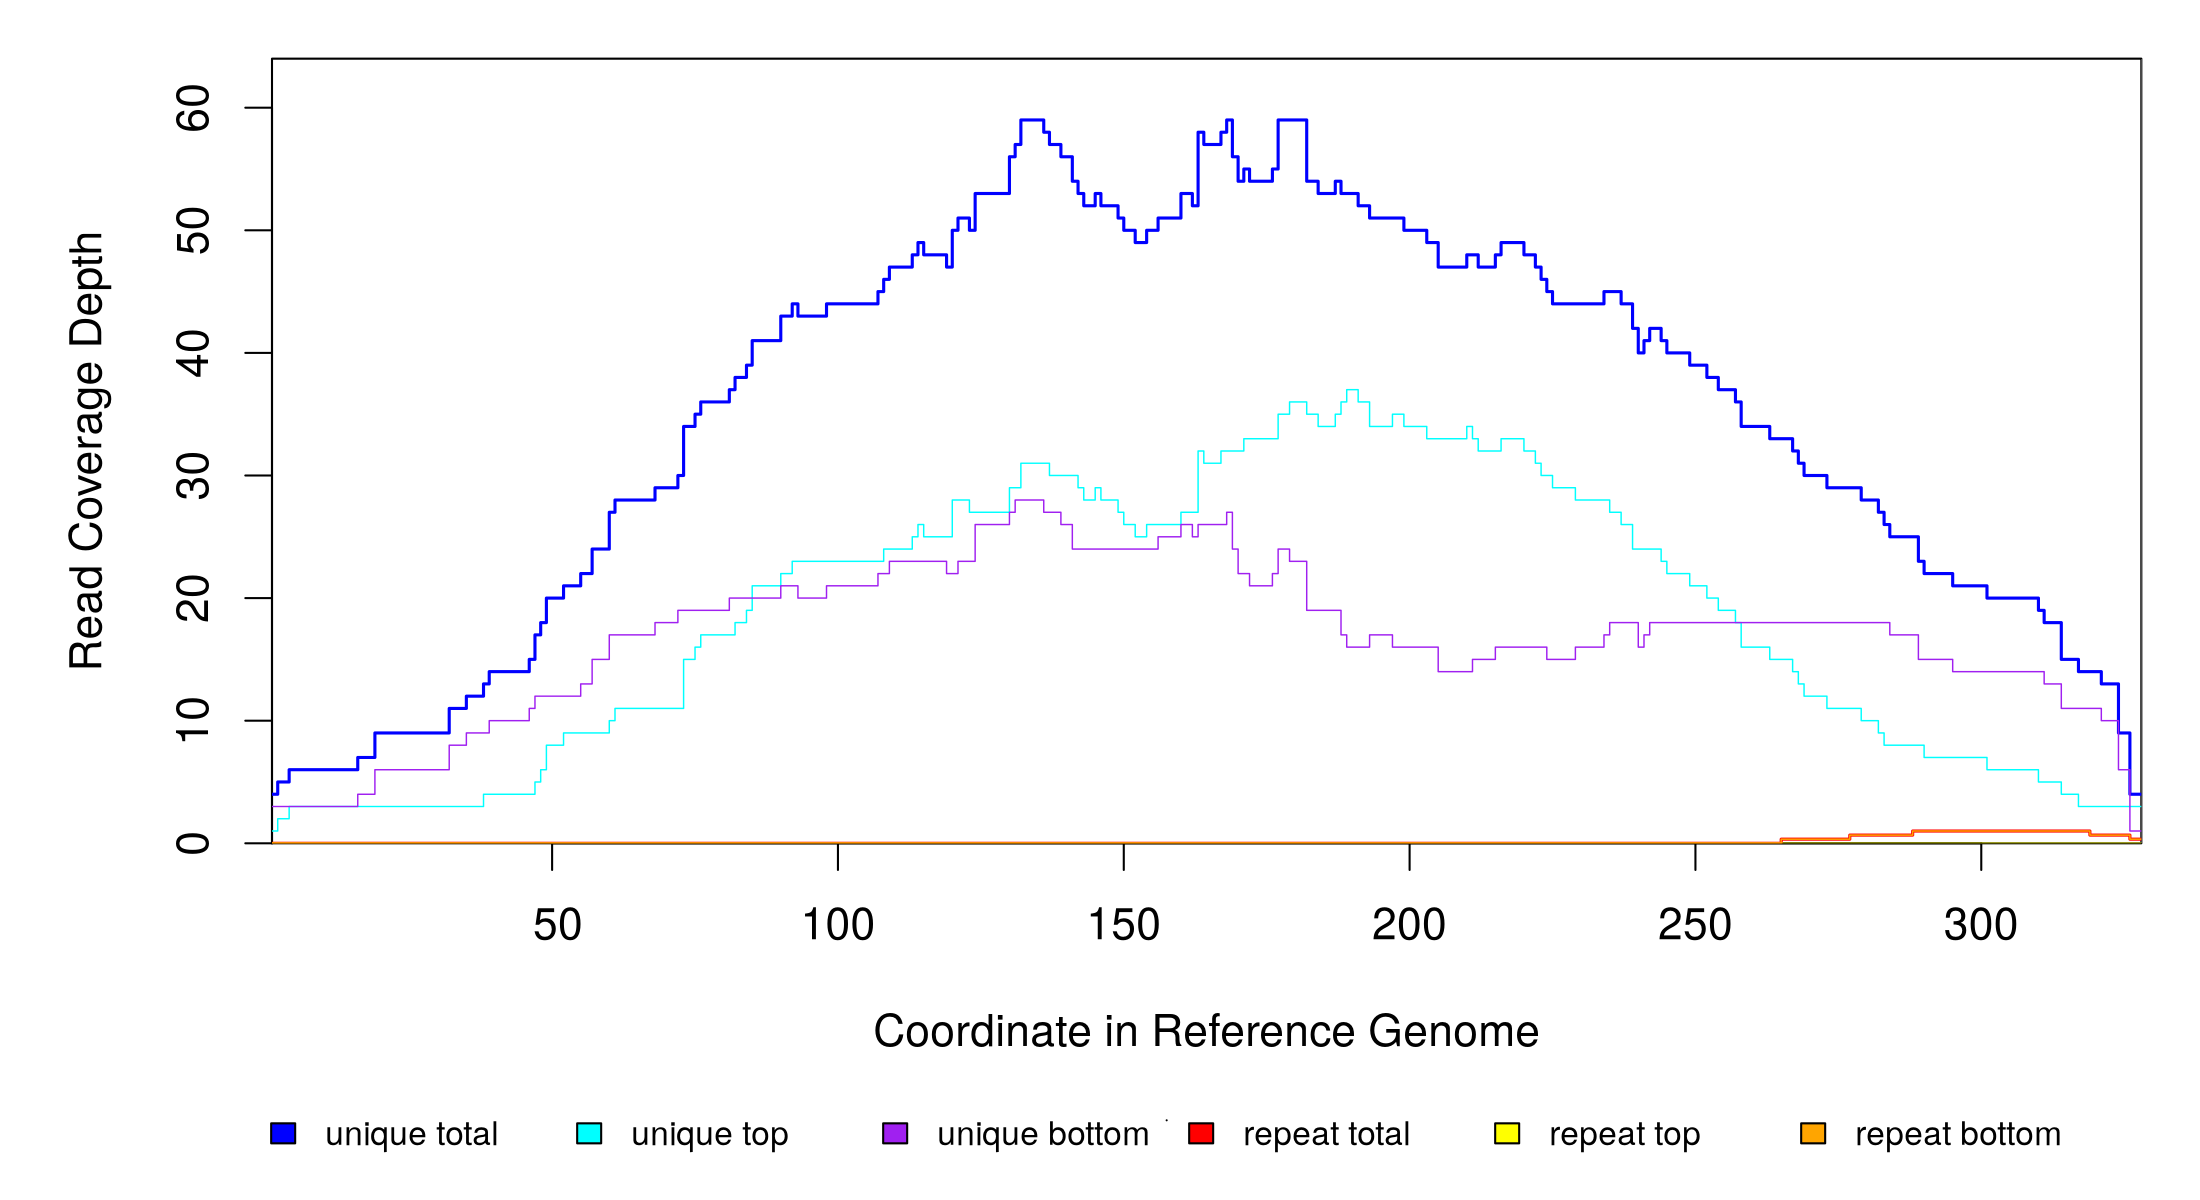 60
50
40
30
20
10
0
Read Coverage Depth
50 100 150 200 250 300
Coordinate in Reference Genome
unique total unique top unique bottom repeat total repeat top repeat bottom